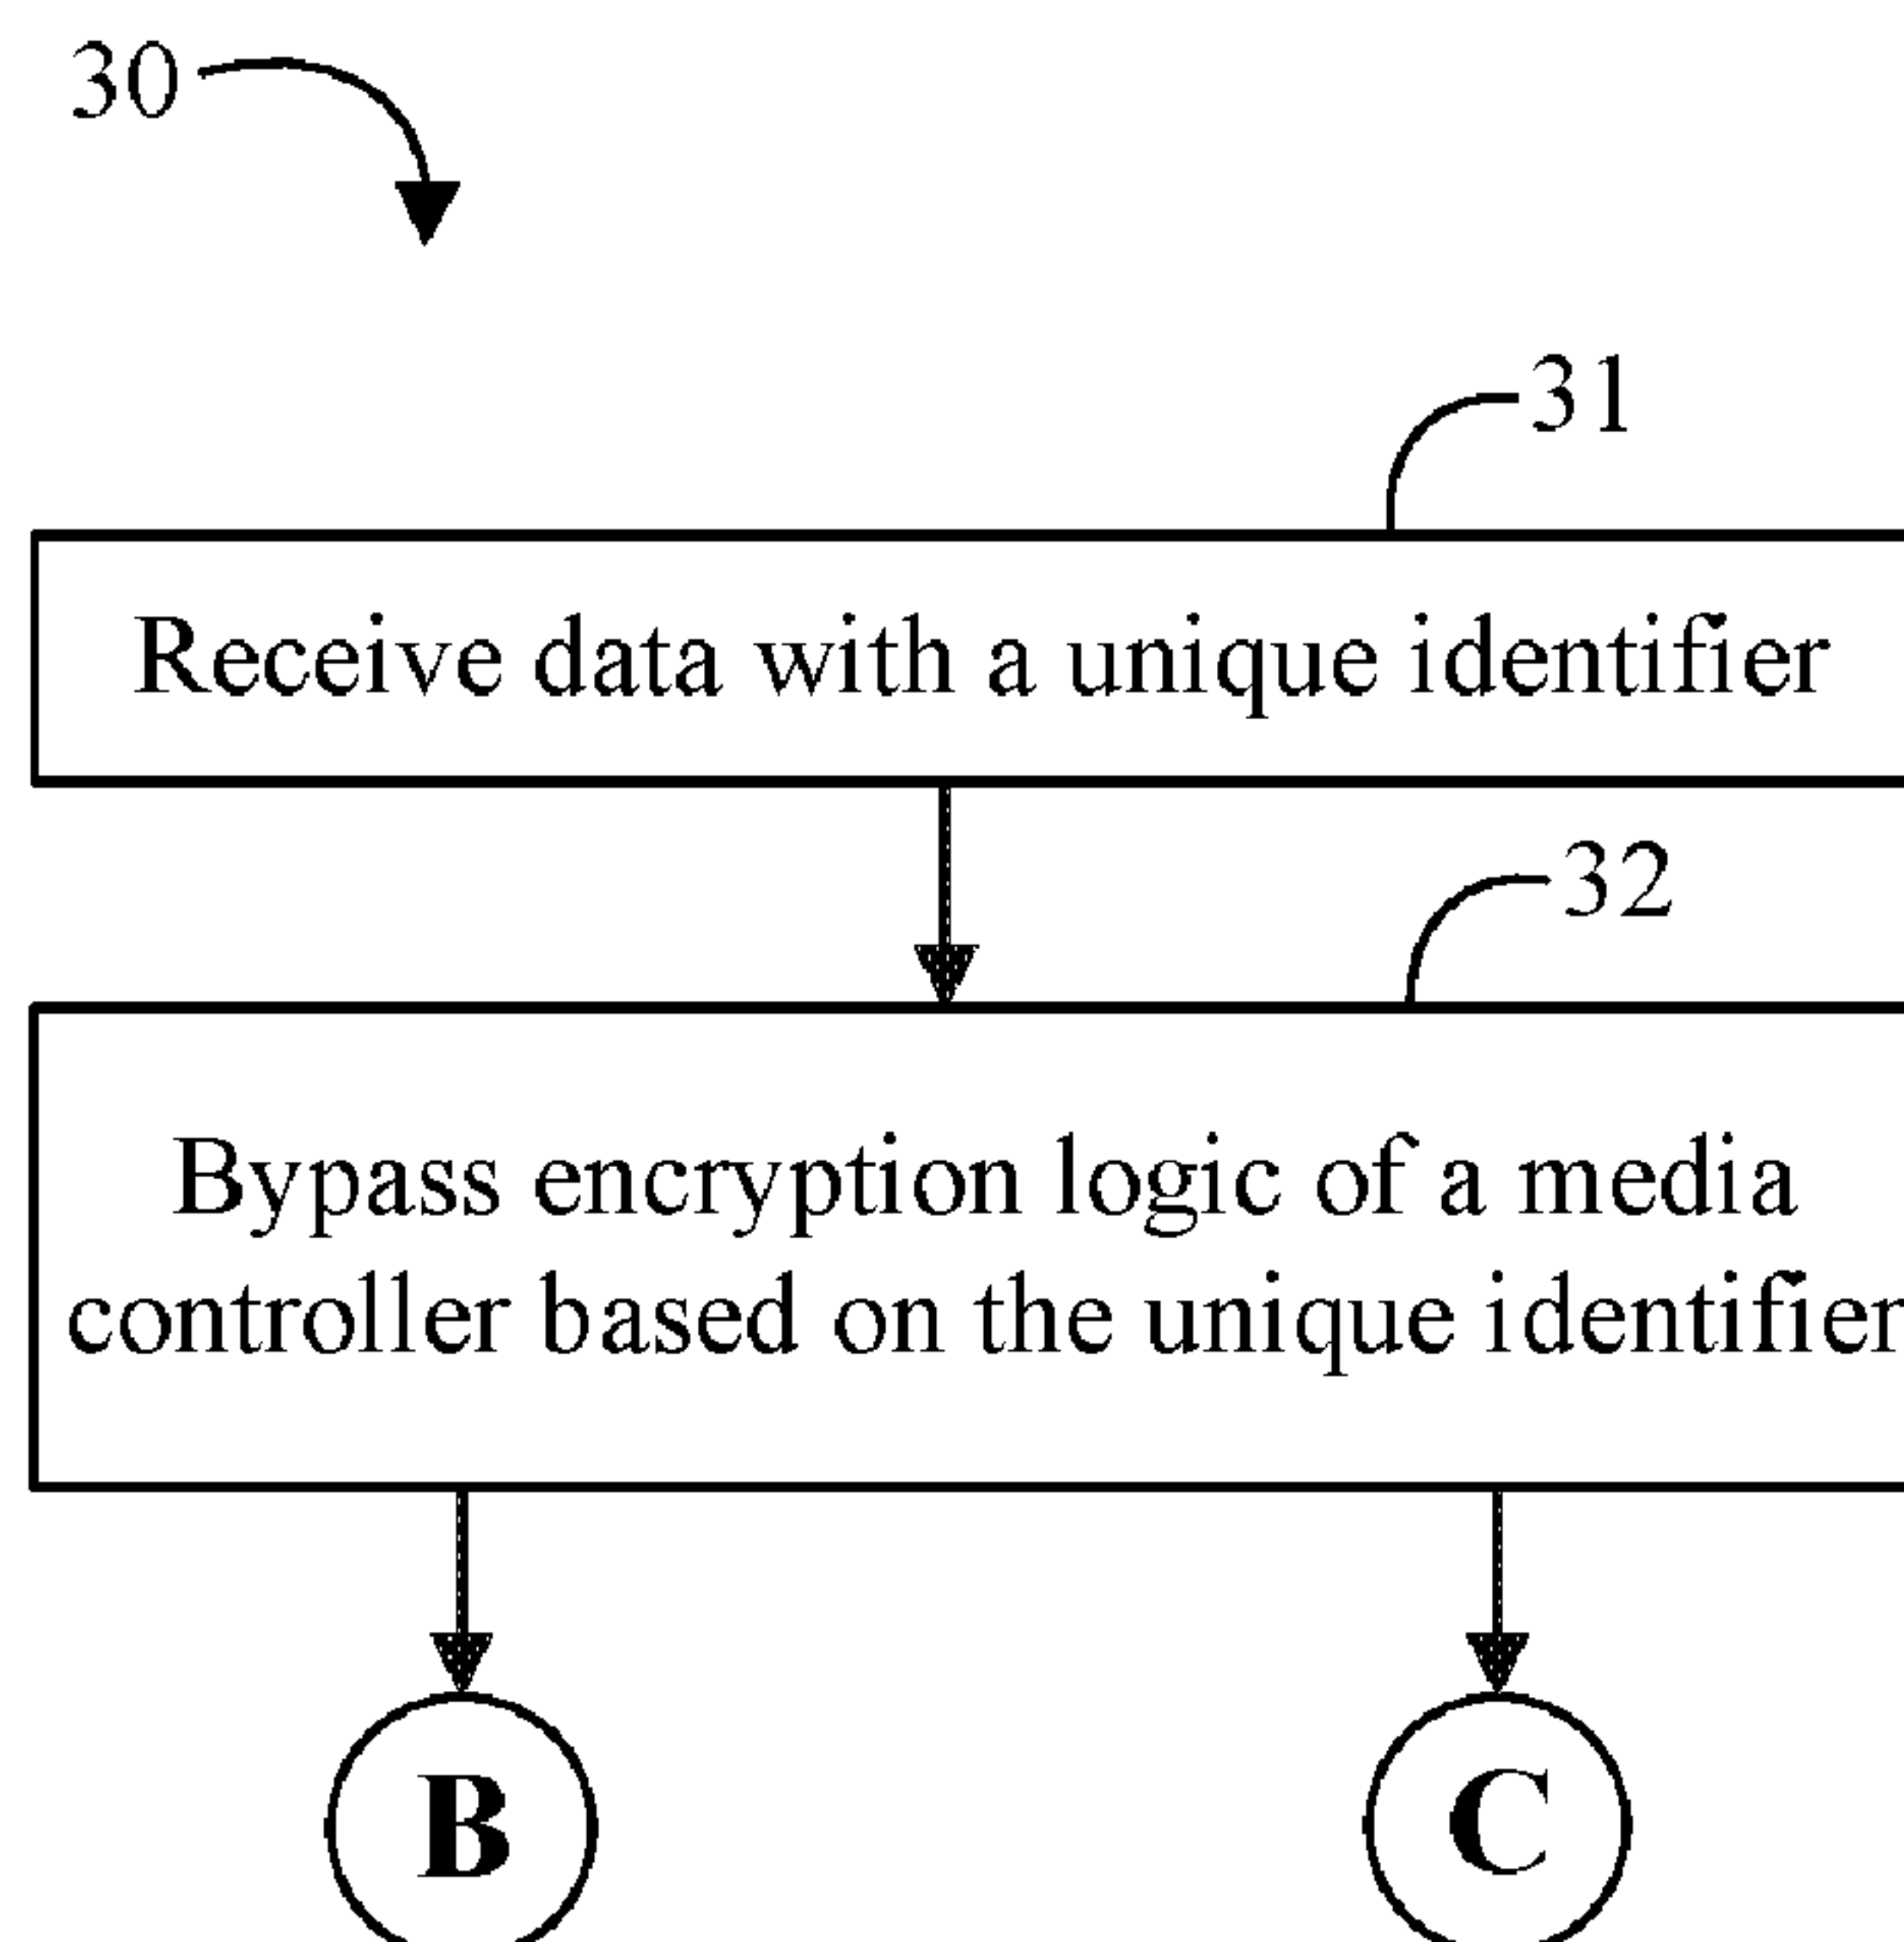 30
31
Receive data with a unique identifier
32
Bypass encryption logic of a media
controller based on the unique identifier
B
C